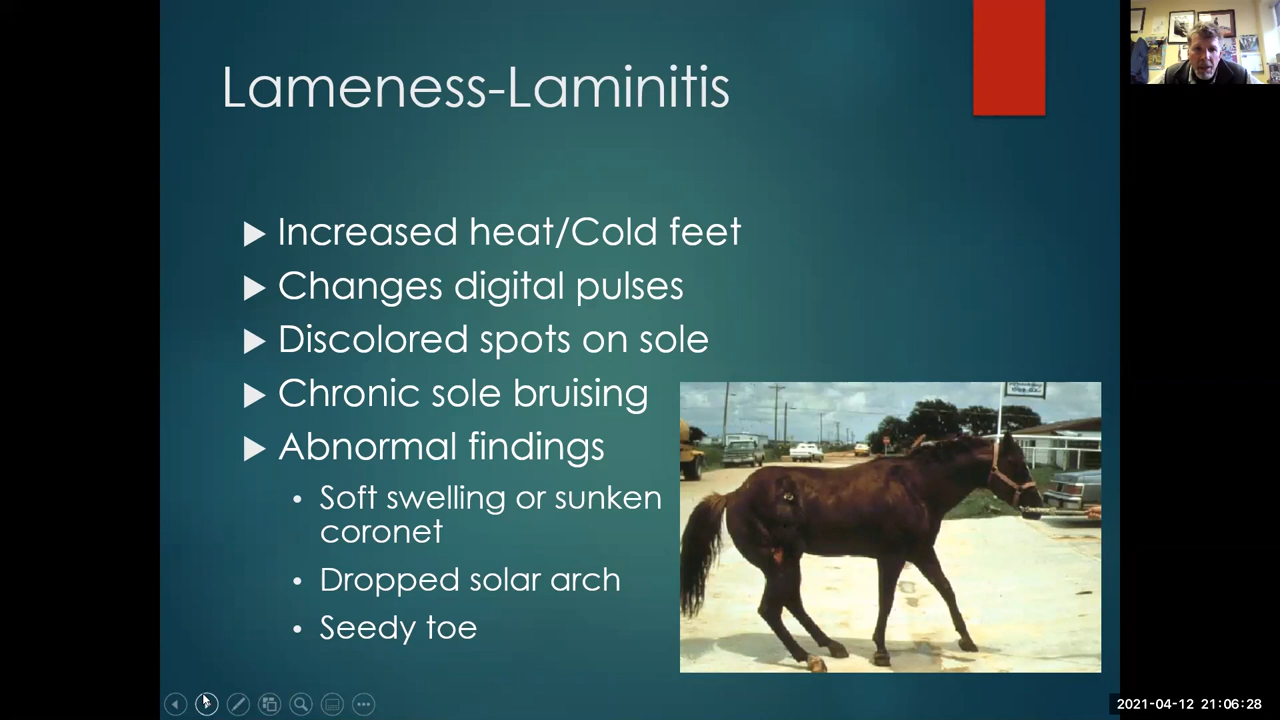 Lameness-Laminitis
Increased heat/Cold feet
Changes digital pulses
Discolored spots on sole
Chronic sole bruising
Abnormal findings
Soft swelling or sunken
coronet
Dropped solar arch
Seedy toe
2021-04-12 21:06:28